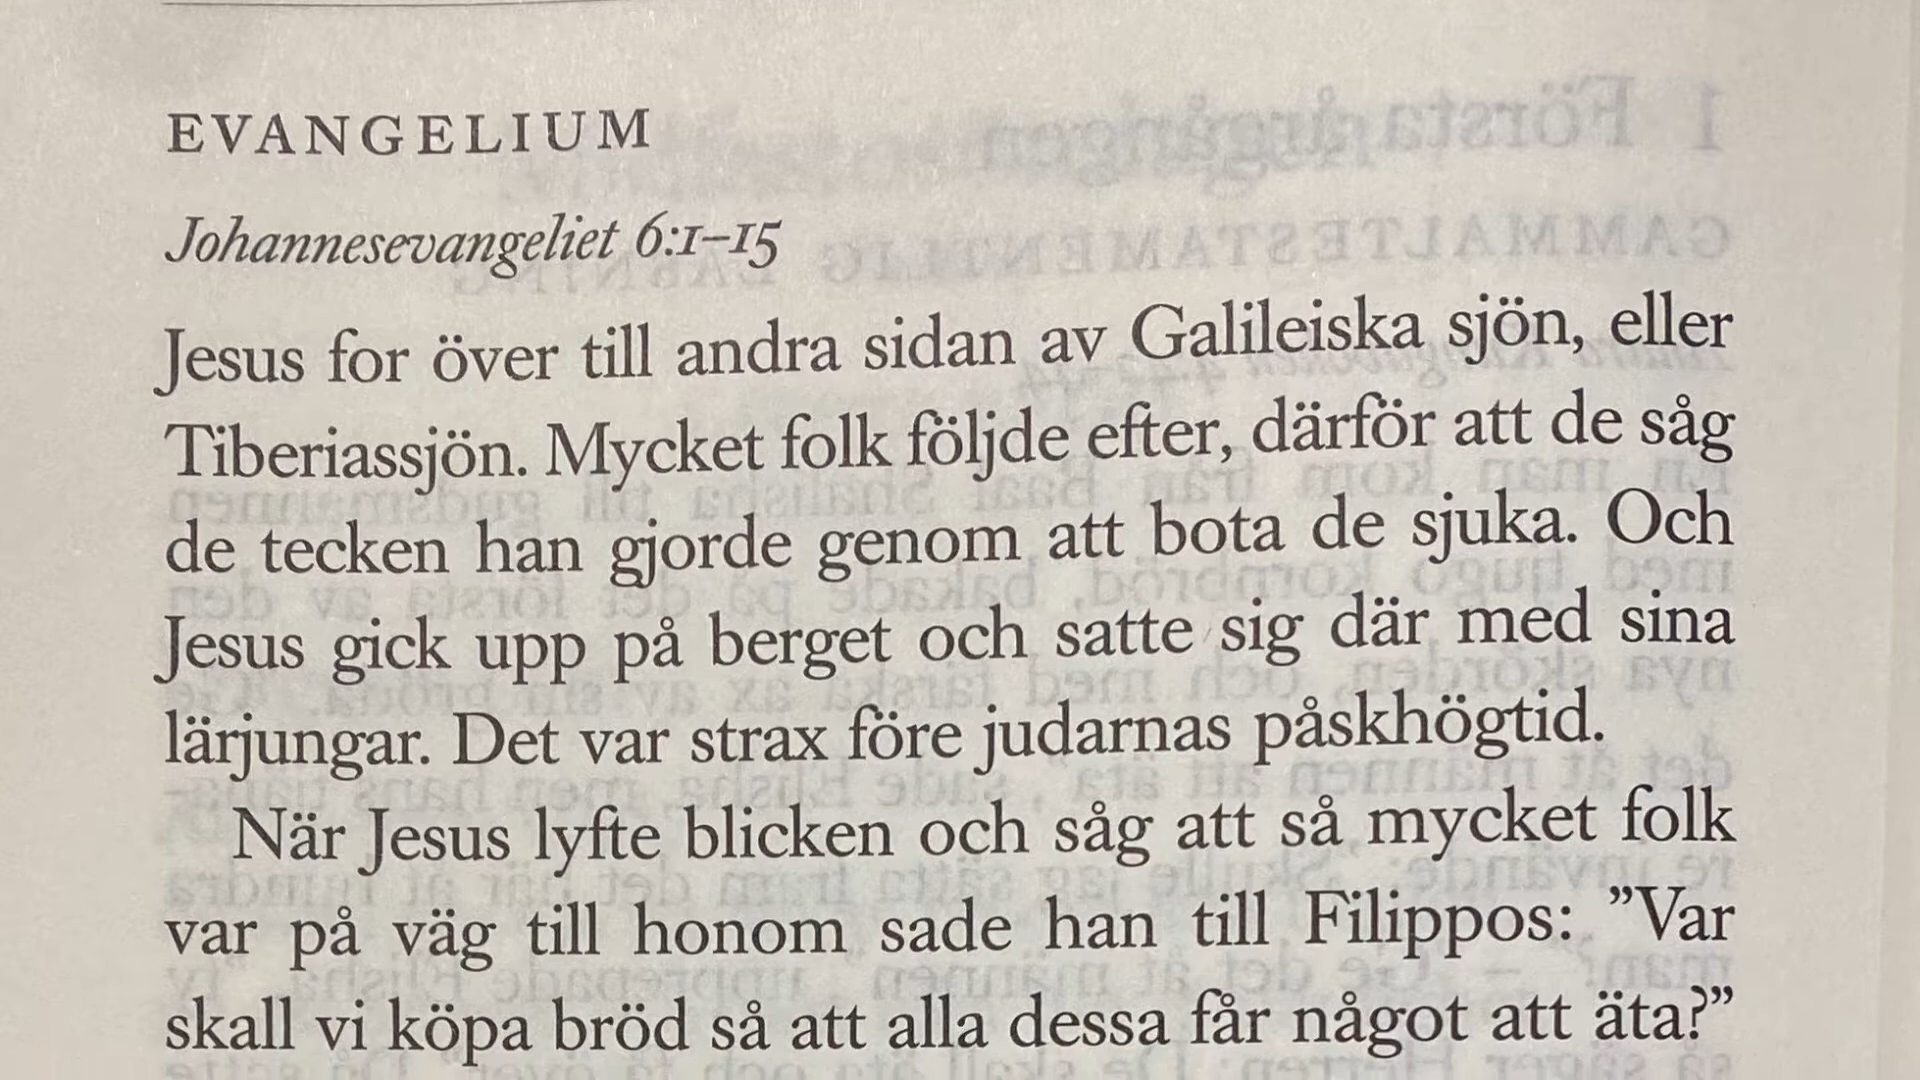 EVANGELIUM
Johannesevangeliet 6:1–15
Jesus for över till andra sidan av Galileiska sjön, eller
Tiberiassjön. Mycket folk följde efter, därför att de såg
de tecken han gjorde genom att bota de sjuka. Och
Jesus gick upp på berget och satte sig där med sina
lärjungar. Det var strax före judarnas påskhögtid.
När Jesus lyfte blicken och såg att så mycket folk
var på väg till honom sade han till Filippos: ”Var
skall vi köpa bröd så att alla dessa får något att äta?”